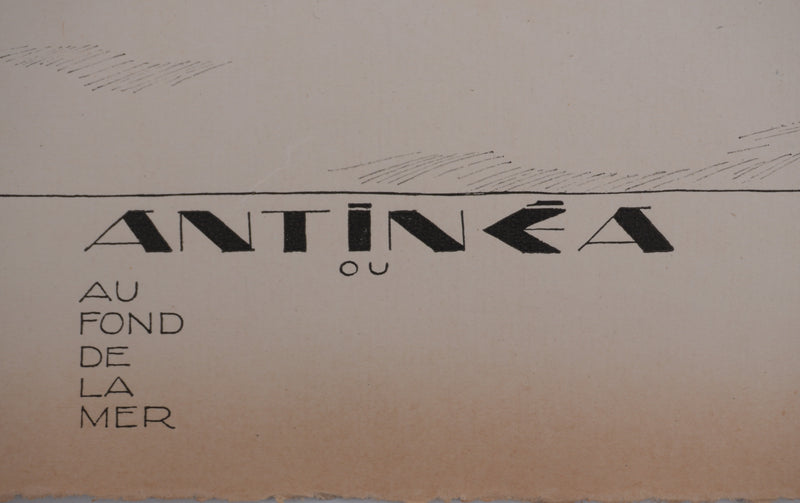 ANTINÉA
OU
AU
FOND
DE
LA
MER